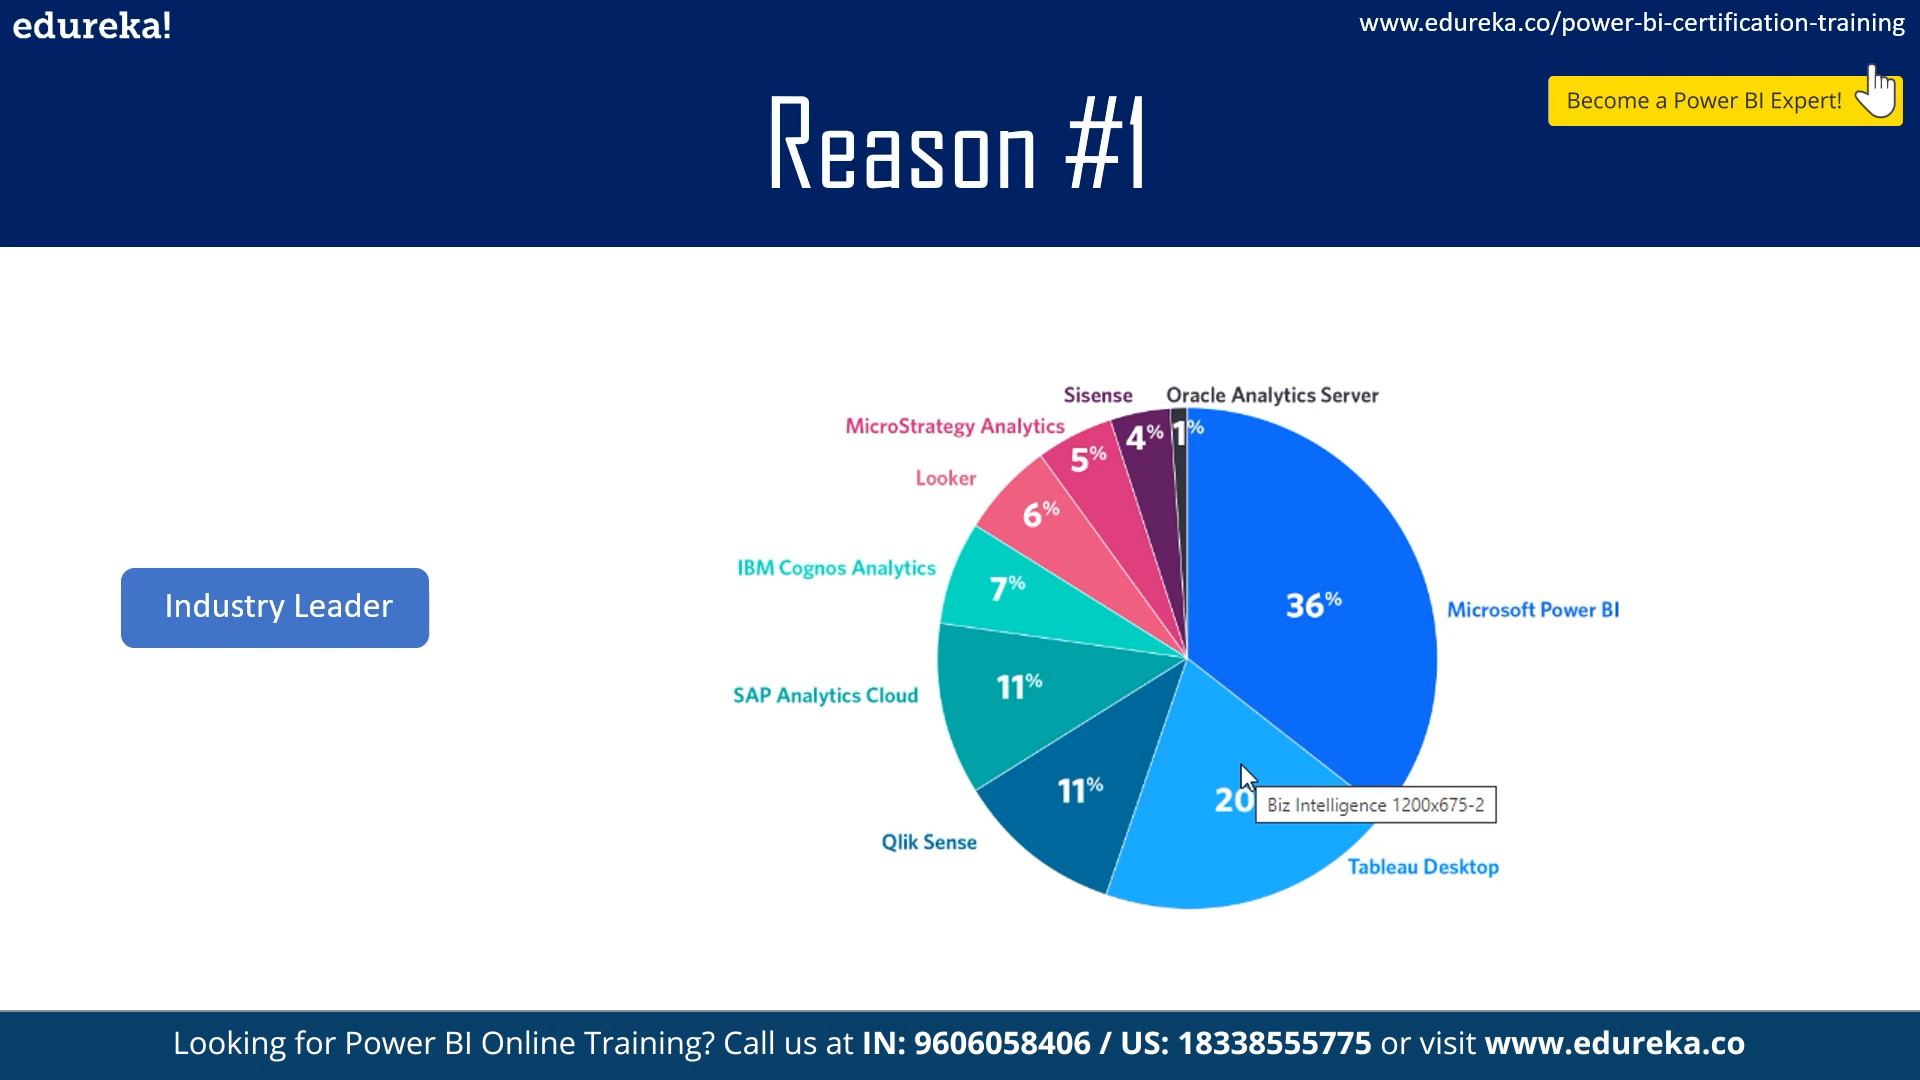 edureka!
www.edureka.co/power-bi-certification-training
Become a Power BI Expert!
Reason #1
Industry Leader
Sisense
Oracle Analytics Server
MicroStrategy Analytics
4%
1%
5%
Looker
6%
IBM Cognos Analytics
7%
36%
Microsoft Power BI
SAP Analytics Cloud
11%
11%
20
Biz Intelligence 1200x675-2
Qlik Sense
Tableau Desktop
Looking for Power BI Online Training? Call us at IN: 9606058406 / US: 18338555775 or visit www.edureka.co